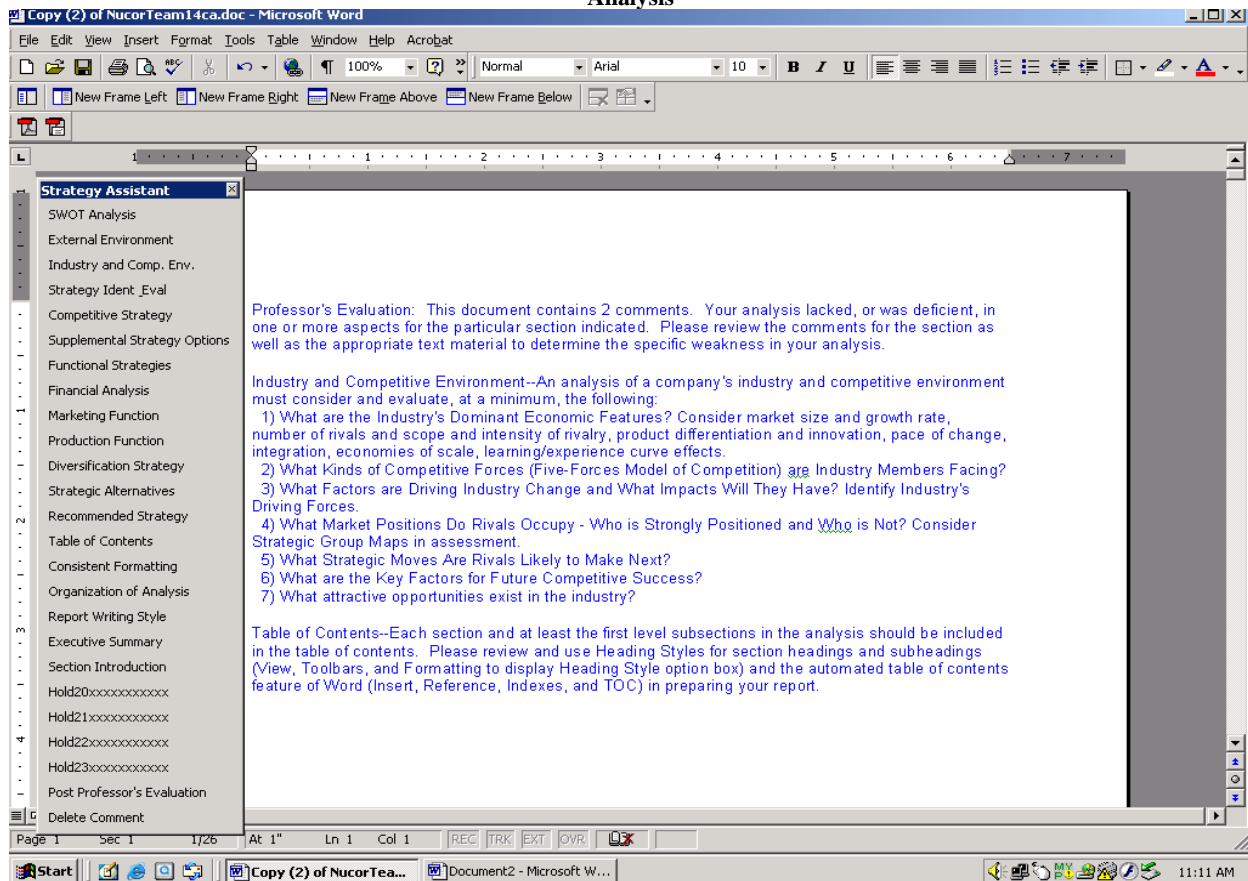 Analysis
Copy (2) of NucorTeam14ca.doc - Microsoft Word
File Edit View Insert Format Tools Table Window Help Acrobat
100% Normal Arial 10 B I U A
New Frame Left New Frame Right New Frame Above New Frame Below
1 1 2 3 4 5 6 7
Strategy Assistant
SWOT Analysis
External Environment
Industry and Comp. Env.
Strategy Ident _Eval
Competitive Strategy
Supplemental Strategy Options
Functional Strategies
Financial Analysis
Marketing Function
Production Function
Diversification Strategy
Strategic Alternatives
Recommended Strategy
Table of Contents
Consistent Formatting
Organization of Analysis
Report Writing Style
Executive Summary
Section Introduction
Hold20xxxxxxxxxxx
Hold21xxxxxxxxxxx
Hold22xxxxxxxxxxx
Hold23xxxxxxxxxxx
Post Professor's Evaluation
Delete Comment
Professor's Evaluation: This document contains 2 comments. Your analysis lacked, or was deficient, in
one or more aspects for the particular section indicated. Please review the comments for the section as
well as the appropriate text material to determine the specific weakness in your analysis.
Industry and Competitive Environment--An analysis of a company's industry and competitive environment
must consider and evaluate, at a minimum, the following:
1) What are the Industry's Dominant Economic Features? Consider market size and growth rate,
number of rivals and scope and intensity of rivalry, product differentiation and innovation, pace of change,
integration, economies of scale, learning/experience curve effects.
2) What Kinds of Competitive Forces (Five-Forces Model of Competition) are Industry Members Facing?
3) What Factors are Driving Industry Change and What Impacts Will They Have? Identify Industry's
Driving Forces.
4) What Market Positions Do Rivals Occupy - Who is Strongly Positioned and Who is Not? Consider
Strategic Group Maps in assessment.
5) What Strategic Moves Are Rivals Likely to Make Next?
6) What are the Key Factors for Future Competitive Success?
7) What attractive opportunities exist in the industry?
Table of Contents--Each section and at least the first level subsections in the analysis should be included
in the table of contents. Please review and use Heading Styles for section headings and subheadings
(View, Toolbars, and Formatting to display Heading Style option box) and the automated table of contents
feature of Word (Insert, Reference, Indexes, and TOC) in preparing your report.
Page 1 Sec 1 1/26 At 1" Ln 1 Col 1 REC TRK EXT OVR
Start Copy (2) of NucorTea... Document2 - Microsoft W... 11:11 AM